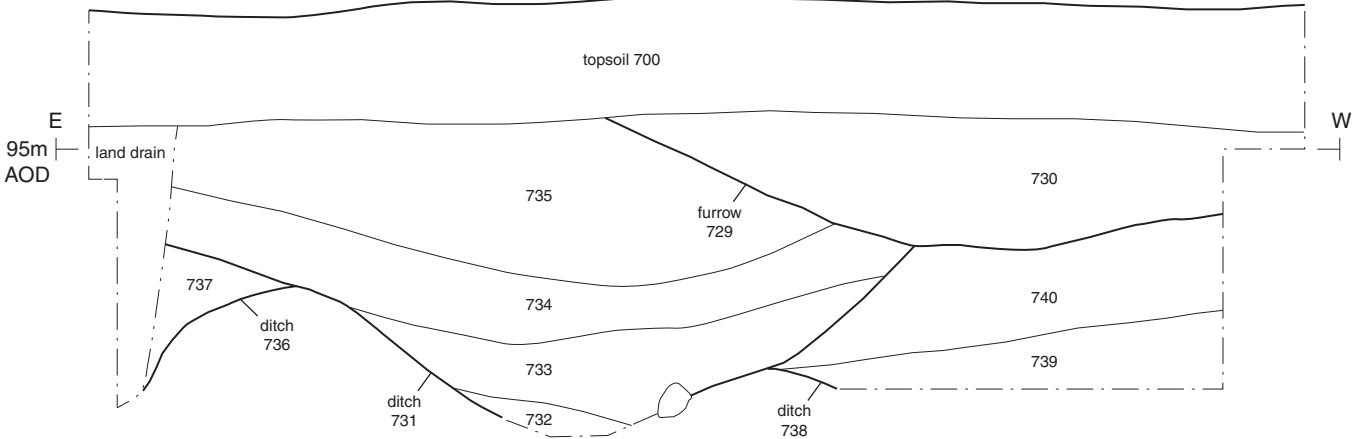 topsoil 700
E
W
95m
AOD
land drain
735
730
furrow
729
737
734
740
ditch
736
733
739
ditch
731
732
ditch
738